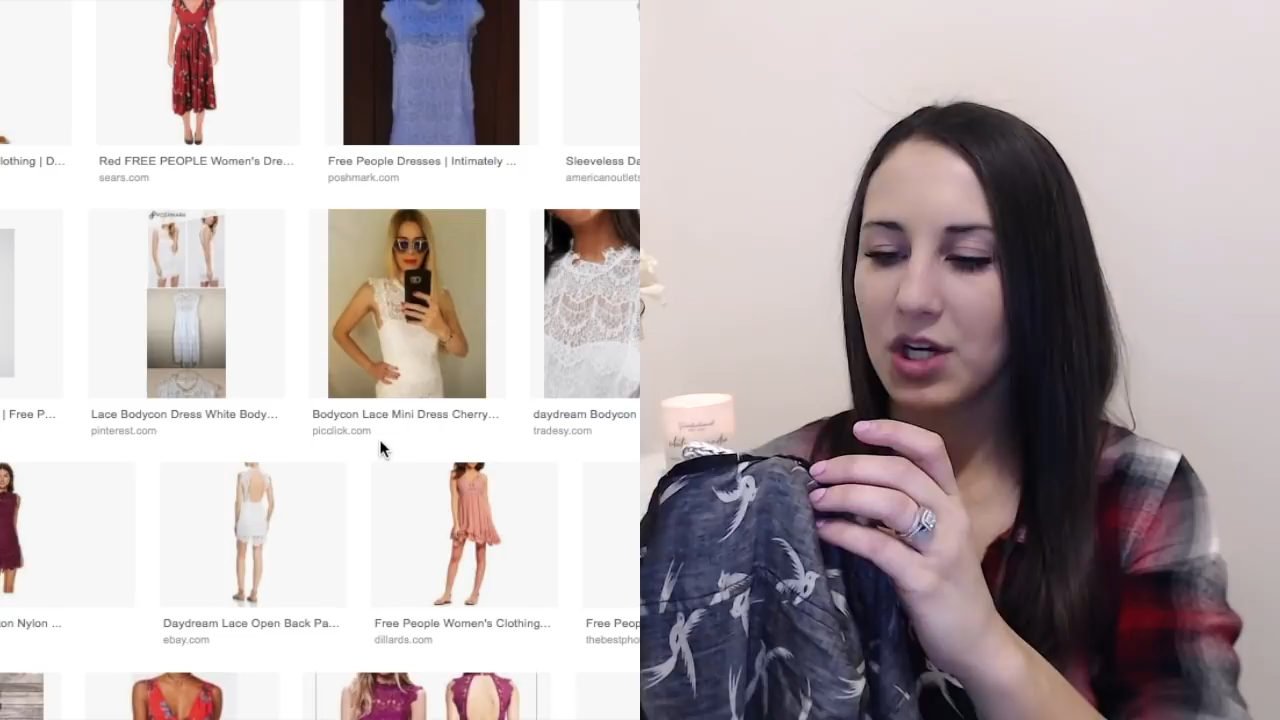 lothing | D...
Red FREE PEOPLE Women's Dre...
sears.com
Free People Dresses | Intimately ...
poshmark.com
Sleeveless Da
americanoutlets
| Free P...
Lace Bodycon Dress White Body...
pinterest.com
Bodycon Lace Mini Dress Cherry...
picclick.com
daydream Bodycon
tradesy.com
on Nylon ...
Daydream Lace Open Back Pa...
ebay.com
Free People Women's Clothing...
dillards.com
Free Peop
thebestpho